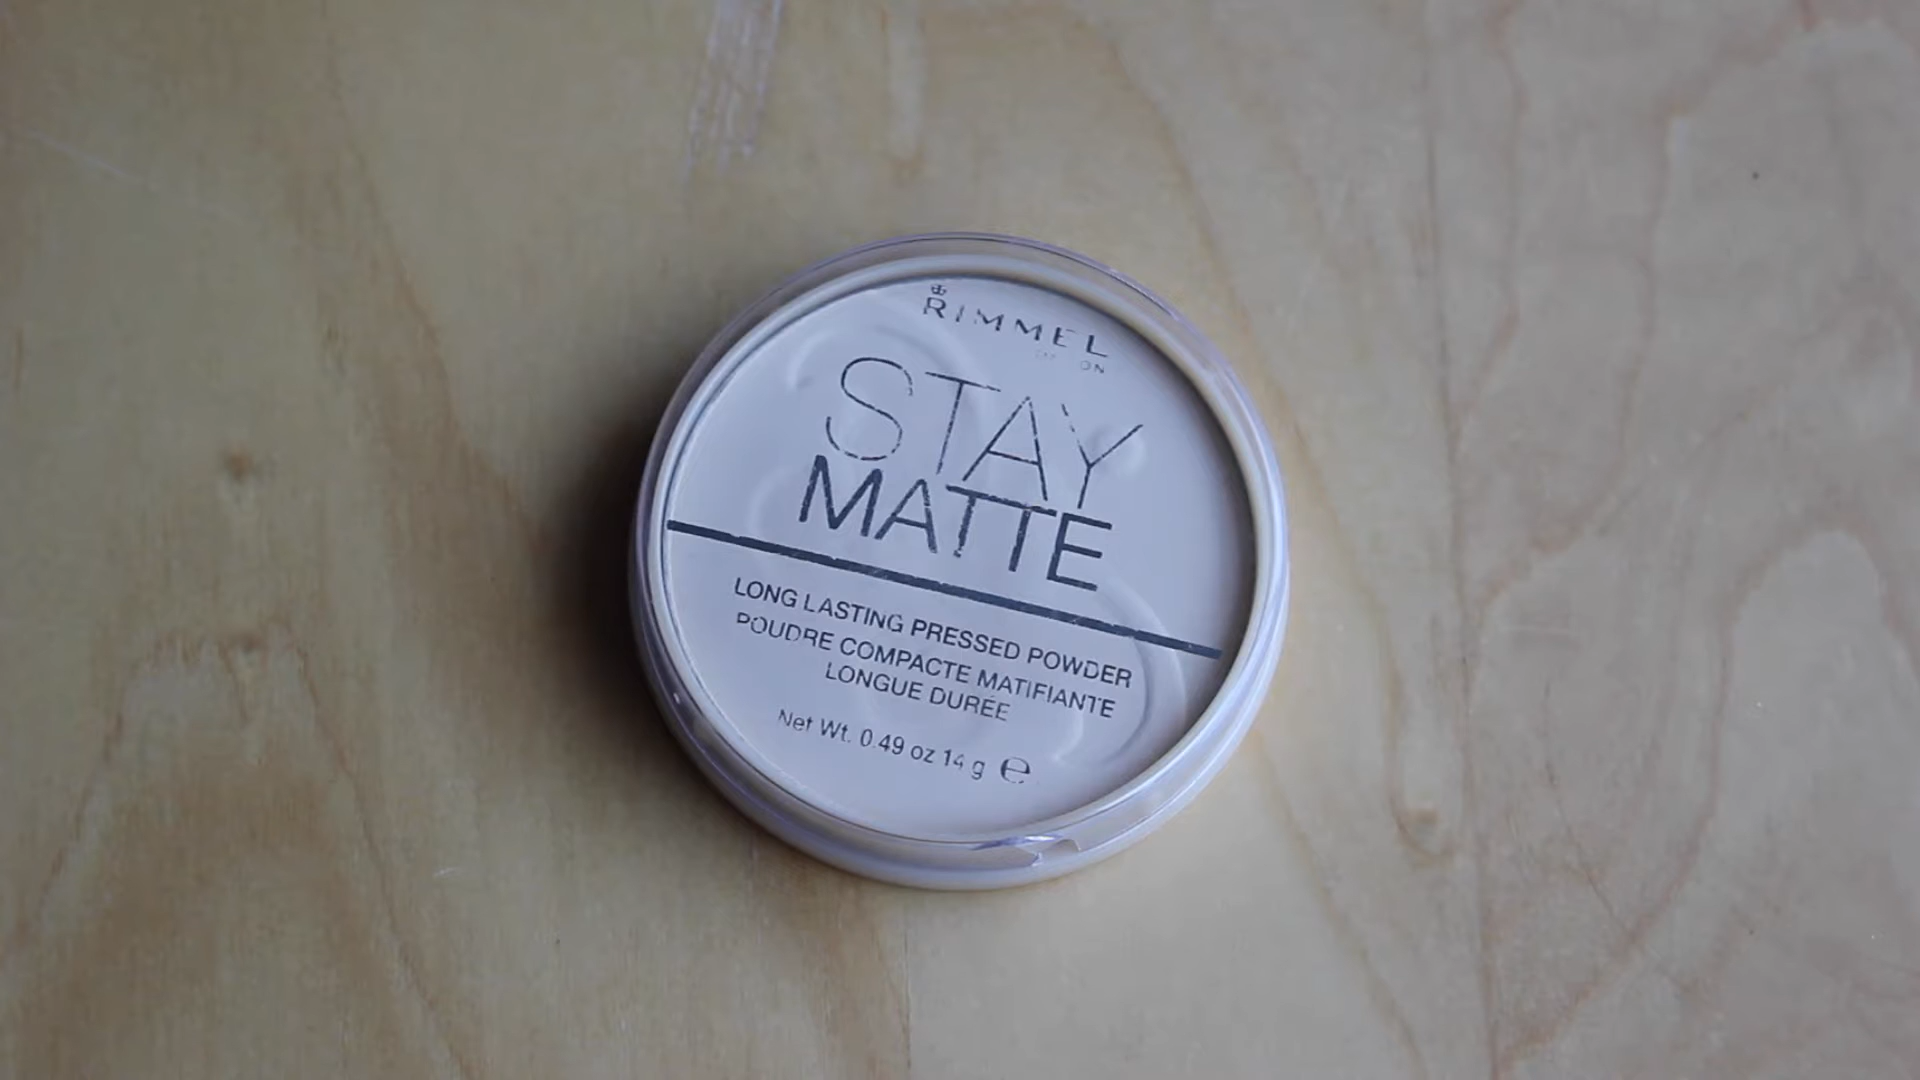 RIMMEL
STAY
MATTE
LONG LASTING PRESSED POWDER
POUDRE COMPACTE MATIFIANTE
LONGUE DURÉE
Net Wt. 0.49 oz 14 g e